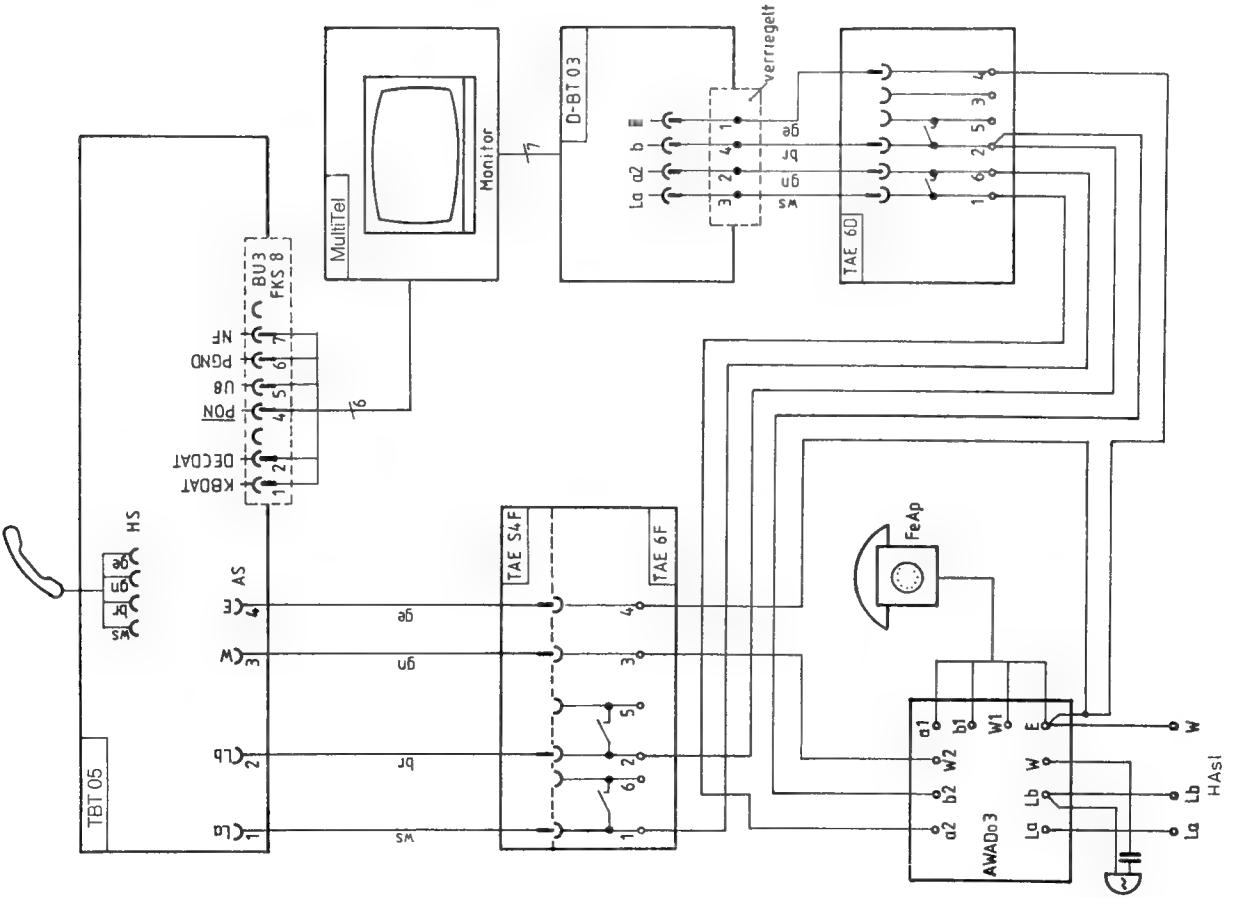 TBT 05
HS
ws
br
gn
ge
AS
La
Lb
W
E
1
2
3
4
ws
br
gn
ge
KBDAT
DECDAT
PON
U8
PGND
NF
1
2
4
5
6
7
BU3
FKS 8
6
MultiTel
Monitor
7
D-BT 03
La
a2
b
3
2
4
1
verriegelt
ws
gn
br
ge
TAE 6D
1
6
2
5
3
4
TAE S4F
TAE 6F
1
6
2
5
3
4
FeAp
AWADo3
a2
b2
W2
a1
b1
W1
E
La
Lb
W
La
Lb
W
HAsl
~